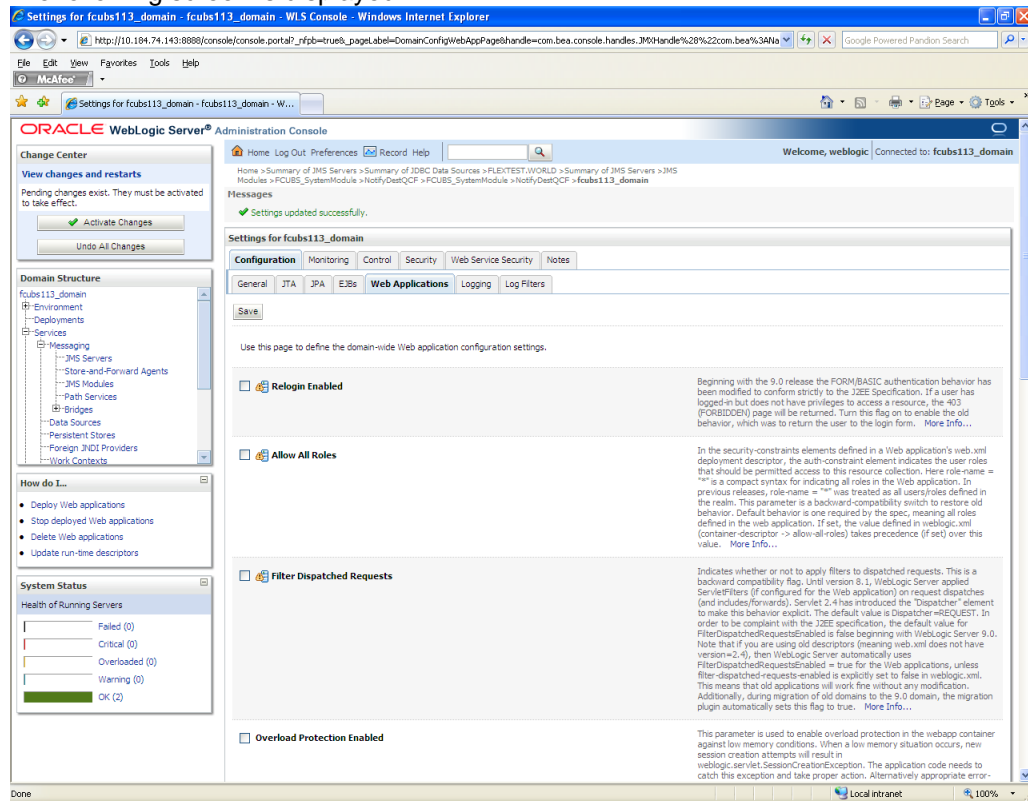 Settings for fcubs113_domain - fcubs113_domain - WLS Console - Windows Internet Explorer
http://10.184.74.143:8888/console/console.portal?_nfpb=true&_pageLabel=DomainConfigWebAppPage&handle=com.bea.console.handles.JMXHandle%28%22com.bea%3ANa
Google Powered Pandion Search
File Edit View Favorites Tools Help
McAfee
Settings for fcubs113_domain - fcubs113_domain - W...
Page Tools
ORACLE WebLogic Server® Administration Console
Change Center
View changes and restarts
Pending changes exist. They must be activated
to take effect.
Activate Changes
Undo All Changes
Domain Structure
fcubs113_domain
Environment
Deployments
Services
Messaging
JMS Servers
Store-and-Forward Agents
JMS Modules
Path Services
Bridges
Data Sources
Persistent Stores
Foreign JNDI Providers
Work Contexts
How do I...
Deploy Web applications
Stop deployed Web applications
Delete Web applications
Update run-time descriptors
System Status
Health of Running Servers
Failed (0)
Critical (0)
Overloaded (0)
Warning (0)
OK (2)
Home Log Out Preferences Record Help
Welcome, weblogic Connected to: fcubs113_domain
Home >Summary of JMS Servers >Summary of JDBC Data Sources >FLEXTEST.WORLD >Summary of JMS Servers >JMS
Modules >FCUBS_SystemModule >NotifyDestQCF >FCUBS_SystemModule >NotifyDestQCF >fcubs113_domain
Messages
Settings updated successfully.
Settings for fcubs113_domain
Configuration Monitoring Control Security Web Service Security Notes
General JTA JPA EJBs Web Applications Logging Log Filters
Save
Use this page to define the domain-wide Web application configuration settings.
Relogin Enabled
Beginning with the 9.0 release the FORM/BASIC authentication behavior has
been modified to conform strictly to the J2EE Specification. If a user has
logged-in but does not have privileges to access a resource, the 403
(FORBIDDEN) page will be returned. Turn this flag on to enable the old
behavior, which was to return the user to the login form. More Info...
Allow All Roles
In the security-constraints elements defined in a Web application's web.xml
deployment descriptor, the auth-constraint element indicates the user roles
that should be permitted access to this resource collection. Here role-name =
"*" is a compact syntax for indicating all roles in the Web application. In
previous releases, role-name = "*" was treated as all users/roles defined in
the realm. This parameter is a backward-compatibility switch to restore old
behavior. Default behavior is one required by the spec, meaning all roles
defined in the web application. If set, the value defined in weblogic.xml
(container-descriptor -> allow-all-roles) takes precedence (if set) over this
value. More Info...
Filter Dispatched Requests
Indicates whether or not to apply filters to dispatched requests. This is a
backward compatibility flag. Until version 8.1, WebLogic Server applied
ServletFilters (if configured for the Web application) on request dispatches
(and includes/forwards). Servlet 2.4 has introduced the "Dispatcher" element
to make this behavior explicit. The default value is Dispatcher=REQUEST. In
order to be complaint with the J2EE specification, the default value for
FilterDispatchedRequestsEnabled is false beginning with WebLogic Server 9.0.
Note that if you are using old descriptors (meaning web.xml does not have
version=2.4), then WebLogic Server automatically uses
FilterDispatchedRequestsEnabled = true for the Web applications, unless
filter-dispatched-requests-enabled is explicitly set to false in weblogic.xml.
This means that old applications will work fine without any modification.
Additionally, during migration of old domains to the 9.0 domain, the migration
plugin automatically sets this flag to true. More Info...
Overload Protection Enabled
This parameter is used to enable overload protection in the webapp container
against low memory conditions. When a low memory situation occurs, new
session creation attempts will result in
weblogic.servlet.SessionCreationException. The application code needs to
catch this exception and take proper action. Alternatively appropriate error-
Done
Local intranet
100%